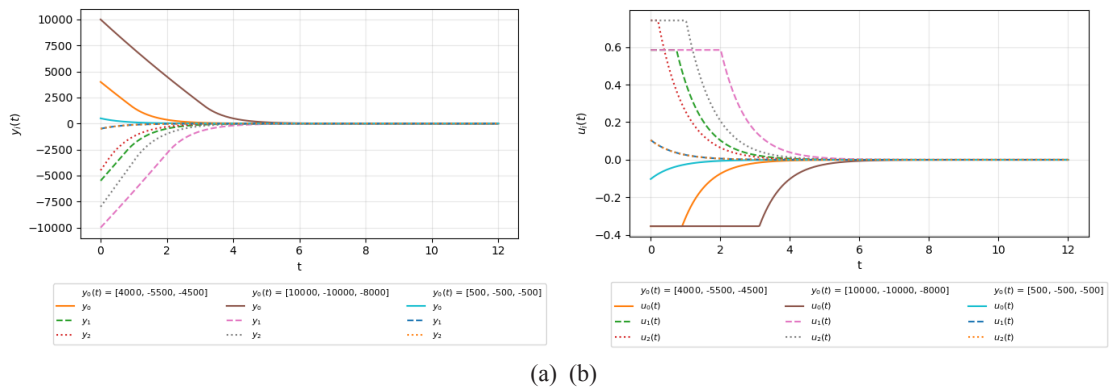 10000
7500
5000
2500
0
−2500
−5000
−7500
−10000
yᵢ(t)
0 2 4 6 8 10 12
t
y₀(t) = [4000, -5500, -4500] y₀(t) = [10000, -10000, -8000] y₀(t) = [500, -500, -500]
y₀ y₀ y₀
y₁ y₁ y₁
y₂ y₂ y₂
0.6
0.4
0.2
0.0
−0.2
−0.4
uᵢ(t)
0 2 4 6 8 10 12
t
y₀(t) = [4000, -5500, -4500] y₀(t) = [10000, -10000, -8000] y₀(t) = [500, -500, -500]
u₀(t) u₀(t) u₀(t)
u₁(t) u₁(t) u₁(t)
u₂(t) u₂(t) u₂(t)
(a) (b)